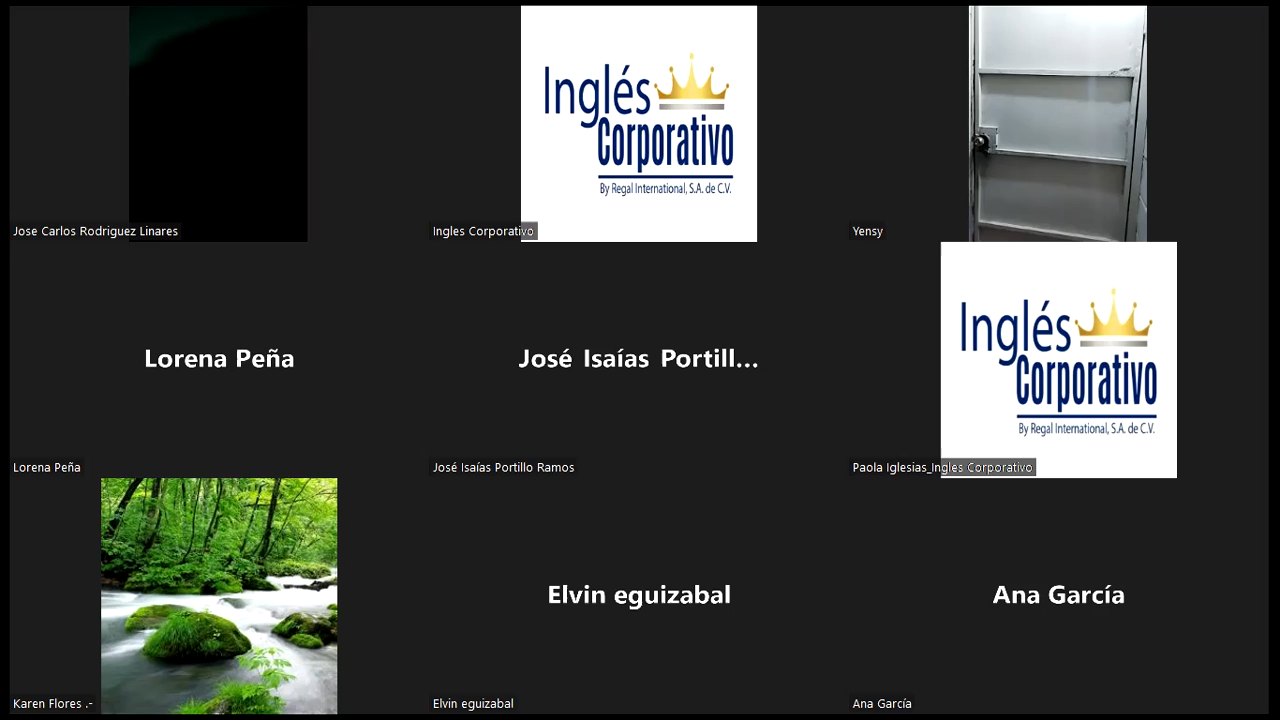 Inglés
Corporativo
By Regal International, S.A. de C.V.
Jose Carlos Rodriguez Linares
Ingles Corporativo
Yensy
Lorena Peña
José Isaías Portill...
Inglés
Corporativo
By Regal International, S.A. de C.V.
Lorena Peña
José Isaías Portillo Ramos
Paola Iglesias_Ingles Corporativo
Elvin eguizabal
Ana García
Karen Flores .-
Elvin eguizabal
Ana García